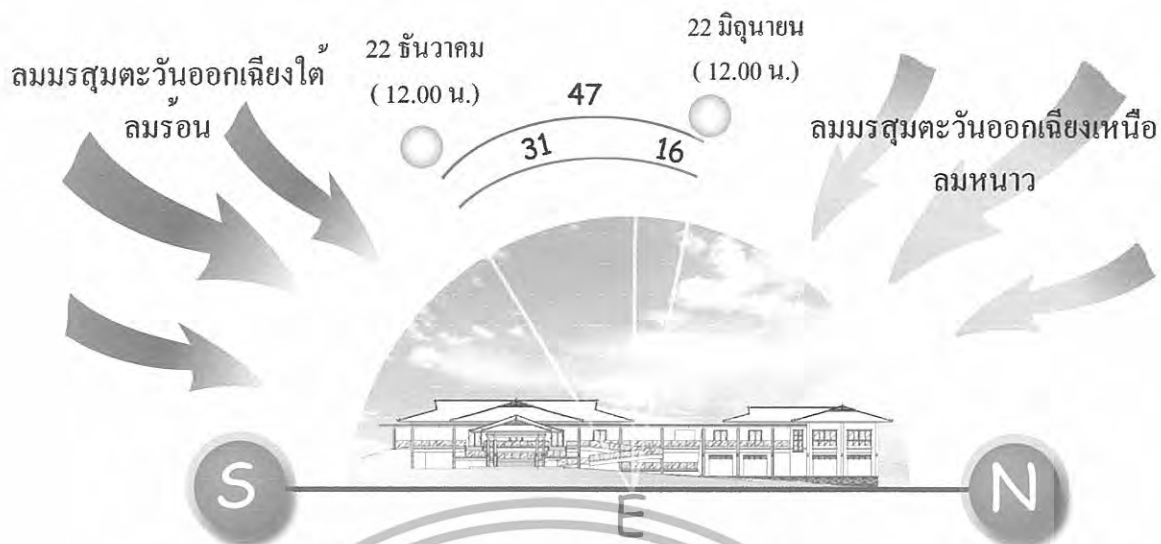 ลมมรสุมตะวันออกเฉียงใต้
ลมร้อน
22 ธันวาคม
( 12.00 น.)
22 มิถุนายน
( 12.00 น.)
ลมมรสุมตะวันออกเฉียงเหนือ
ลมหนาว
47
31
16
S
E
N